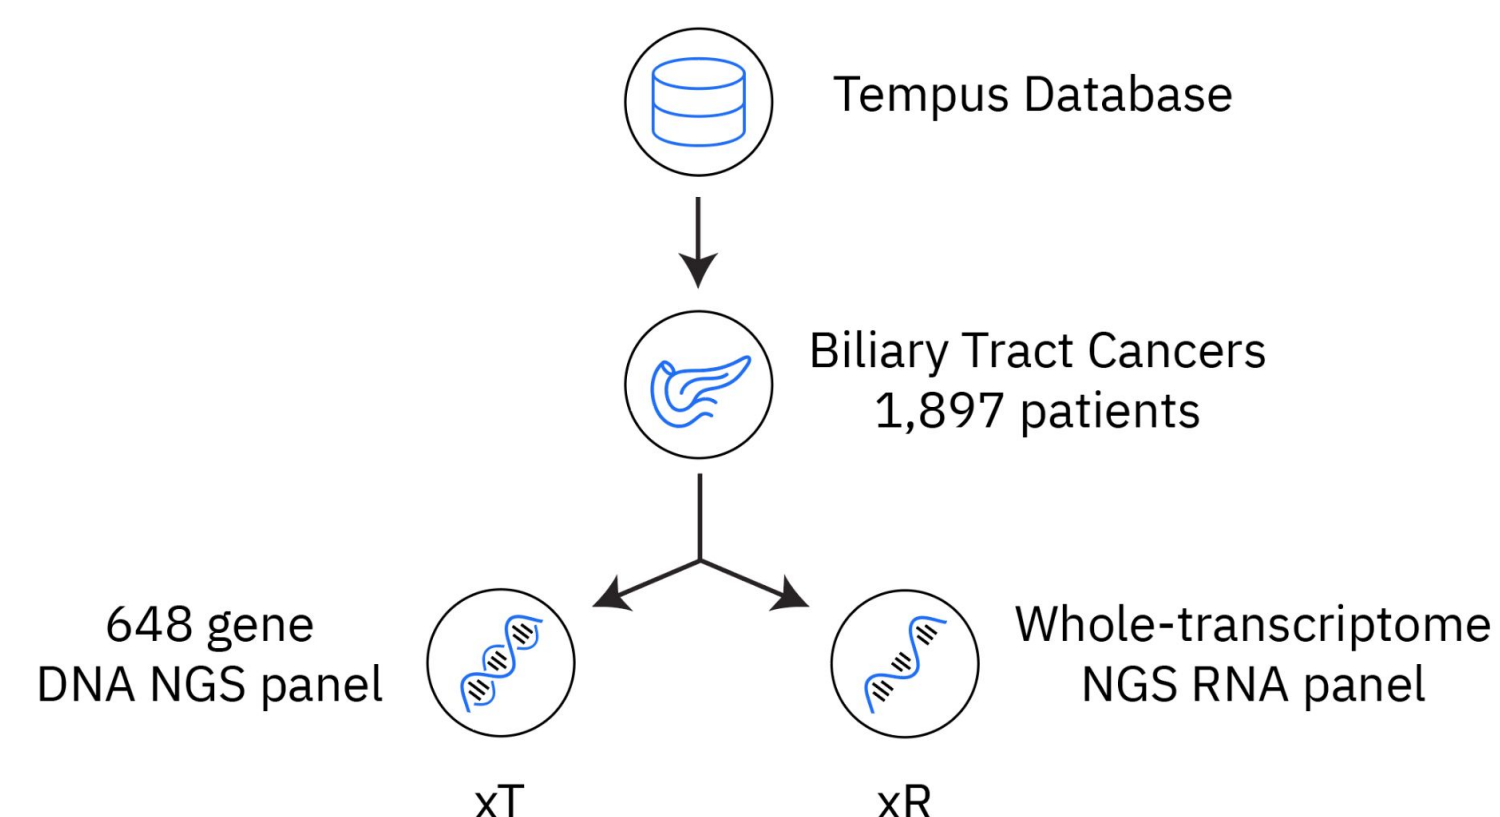 Tempus Database
Biliary Tract Cancers
1,897 patients
648 gene
DNA NGS panel
Whole-transcriptome
NGS RNA panel
xT
xR